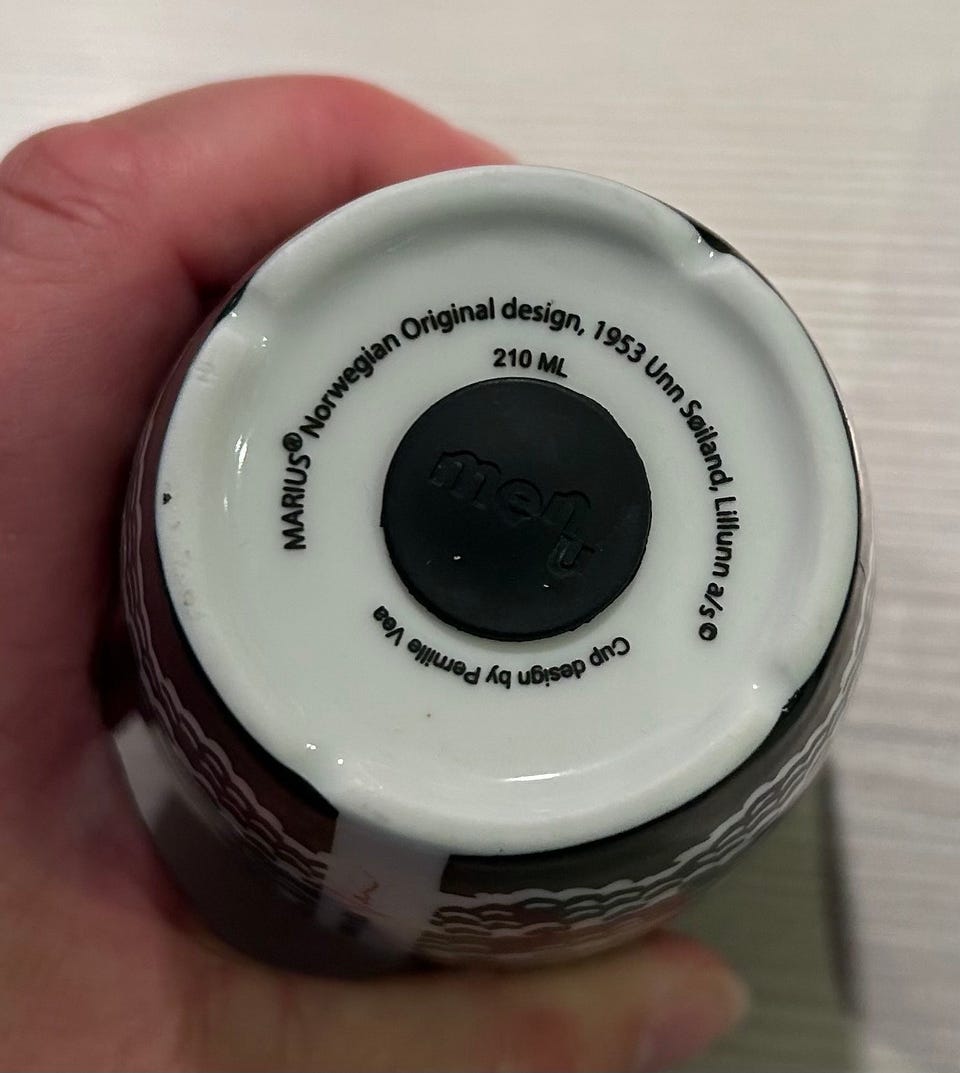 MARIUS® Norwegian Original design, 1953 Unn Søiland, Lillunn a/s ©
210 ML
menu
Cup design by Pernille Vea